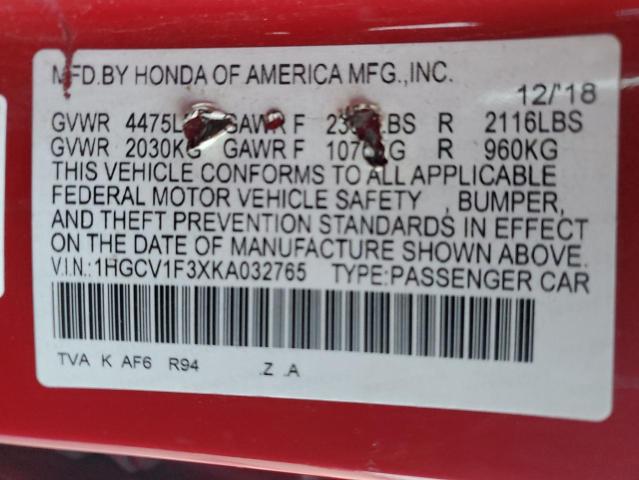 MFD.BY HONDA OF AMERICA MFG.,INC.
12/'18
GVWR 4475L GAWR F LBS R 2116LBS
GVWR 2030KG GAWR F R 960KG
THIS VEHICLE CONFORMS TO ALL APPLICABLE
FEDERAL MOTOR VEHICLE SAFETY , BUMPER,
AND THEFT PREVENTION STANDARDS IN EFFECT
ON THE DATE OF MANUFACTURE SHOWN ABOVE.
V.I.N.:1HGCV1F3XKA032765 TYPE:PASSENGER CAR
TVA K AF6 R94 .Z .A